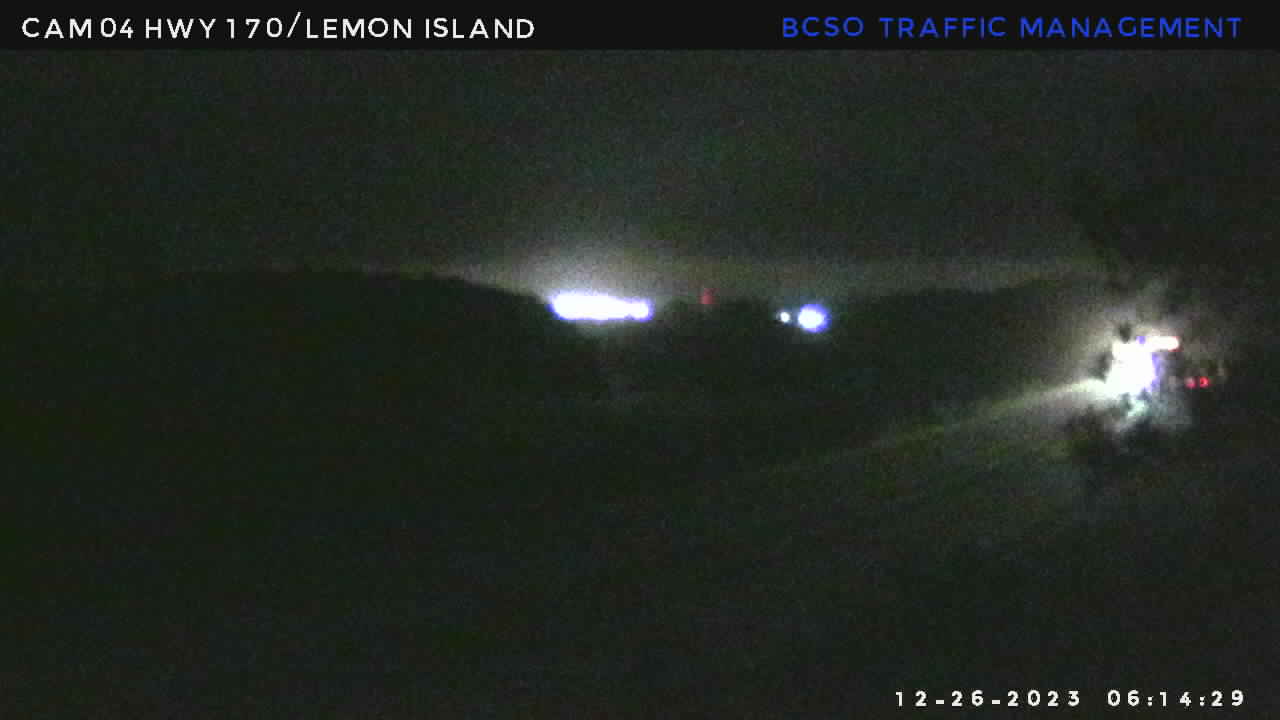 CAM04 HWY 170/LEMON ISLAND BCSO TRAFFIC MANAGEMENT
12-26-2023 06:14:29